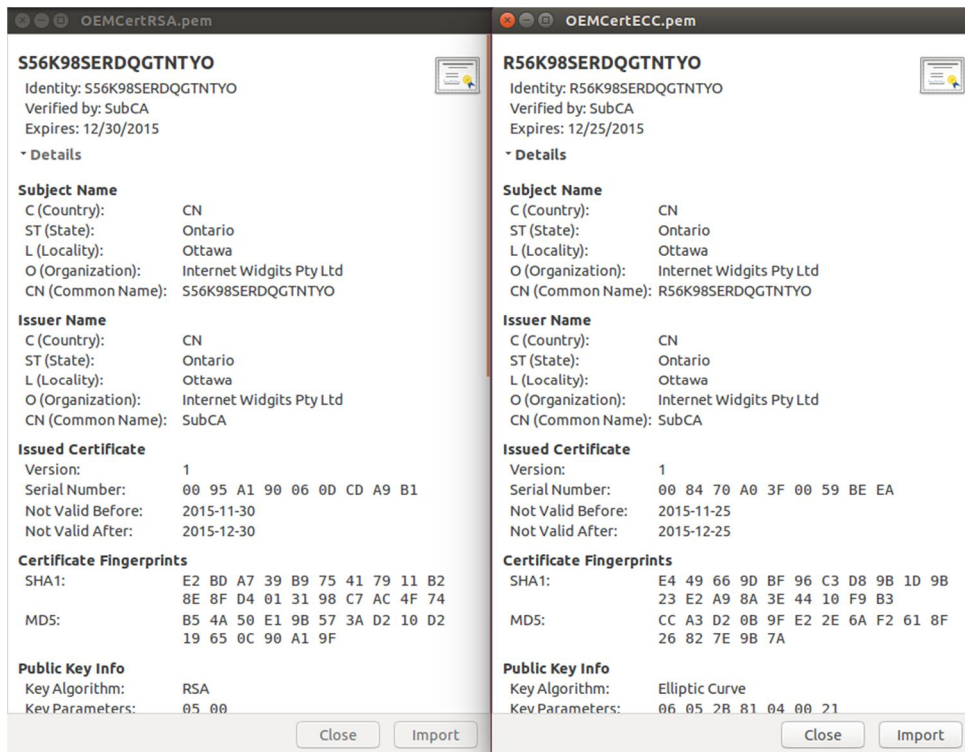 OEMCertRSA.pem
S56K98SERDQGTNTYO
Identity: S56K98SERDQGTNTYO
Verified by: SubCA
Expires: 12/30/2015
Details
Subject Name
C (Country): CN
ST (State): Ontario
L (Locality): Ottawa
O (Organization): Internet Widgits Pty Ltd
CN (Common Name): S56K98SERDQGTNTYO
Issuer Name
C (Country): CN
ST (State): Ontario
L (Locality): Ottawa
O (Organization): Internet Widgits Pty Ltd
CN (Common Name): SubCA
Issued Certificate
Version: 1
Serial Number: 00 95 A1 90 06 0D CD A9 B1
Not Valid Before: 2015-11-30
Not Valid After: 2015-12-30
Certificate Fingerprints
SHA1: E2 BD A7 39 B9 75 41 79 11 B2
8E 8F D4 01 31 98 C7 AC 4F 74
MD5: B5 4A 50 E1 9B 57 3A D2 10 D2
19 65 0C 90 A1 9F
Public Key Info
Key Algorithm: RSA
Key Parameters: 05 00
Close Import
OEMCertECC.pem
R56K98SERDQGTNTYO
Identity: R56K98SERDQGTNTYO
Verified by: SubCA
Expires: 12/25/2015
Details
Subject Name
C (Country): CN
ST (State): Ontario
L (Locality): Ottawa
O (Organization): Internet Widgits Pty Ltd
CN (Common Name): R56K98SERDQGTNTYO
Issuer Name
C (Country): CN
ST (State): Ontario
L (Locality): Ottawa
O (Organization): Internet Widgits Pty Ltd
CN (Common Name): SubCA
Issued Certificate
Version: 1
Serial Number: 00 84 70 A0 3F 00 59 BE EA
Not Valid Before: 2015-11-25
Not Valid After: 2015-12-25
Certificate Fingerprints
SHA1: E4 49 66 9D BF 96 C3 D8 9B 1D 9B
23 E2 A9 8A 3E 44 10 F9 B3
MD5: CC A3 D2 0B 9F E2 2E 6A F2 61 8F
26 82 7E 9B 7A
Public Key Info
Key Algorithm: Elliptic Curve
Key Parameters: 06 05 2B 81 04 00 21
Close Import